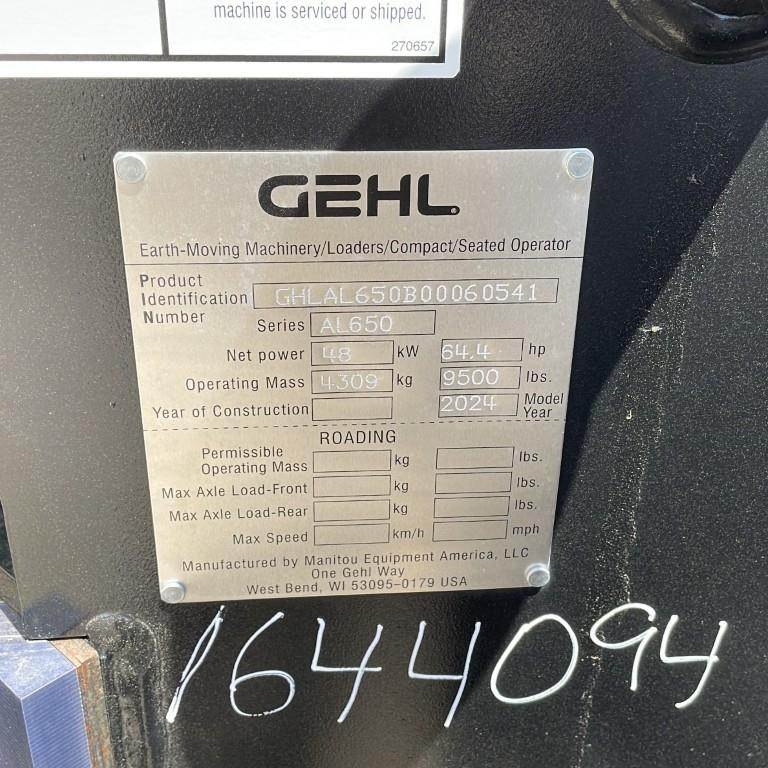 machine is serviced or shipped.
270657
GEHL®
Earth-Moving Machinery/Loaders/Compact/Seated Operator
Product
Identification GHLAL650B00060541
Number
Series AL650
Net power 48 kW 64.4 hp
Operating Mass 4309 kg 9500 lbs.
Year of Construction 2024 Model Year
ROADING
Permissible
Operating Mass kg lbs.
Max Axle Load-Front kg lbs.
Max Axle Load-Rear kg lbs.
Max Speed km/h mph
Manufactured by Manitou Equipment America, LLC
One Gehl Way
West Bend, WI 53095-0179 USA
1644094